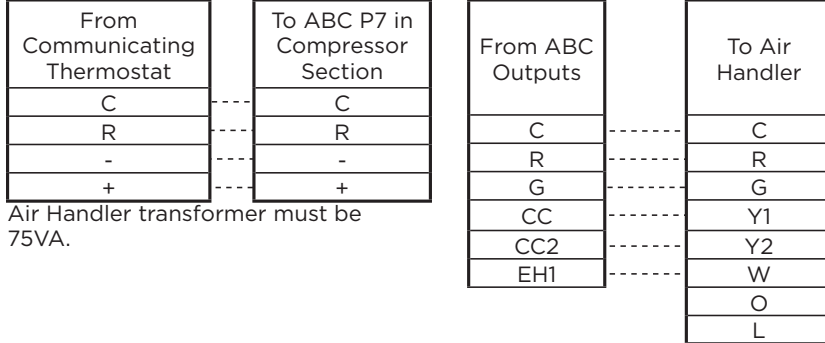 From
Communicating
Thermostat
To ABC P7 in
Compressor
Section
C
C
R
R
-
-
+
+
Air Handler transformer must be
75VA.
From ABC
Outputs
To Air
Handler
C
C
R
R
G
G
CC
Y1
CC2
Y2
EH1
W
O
L